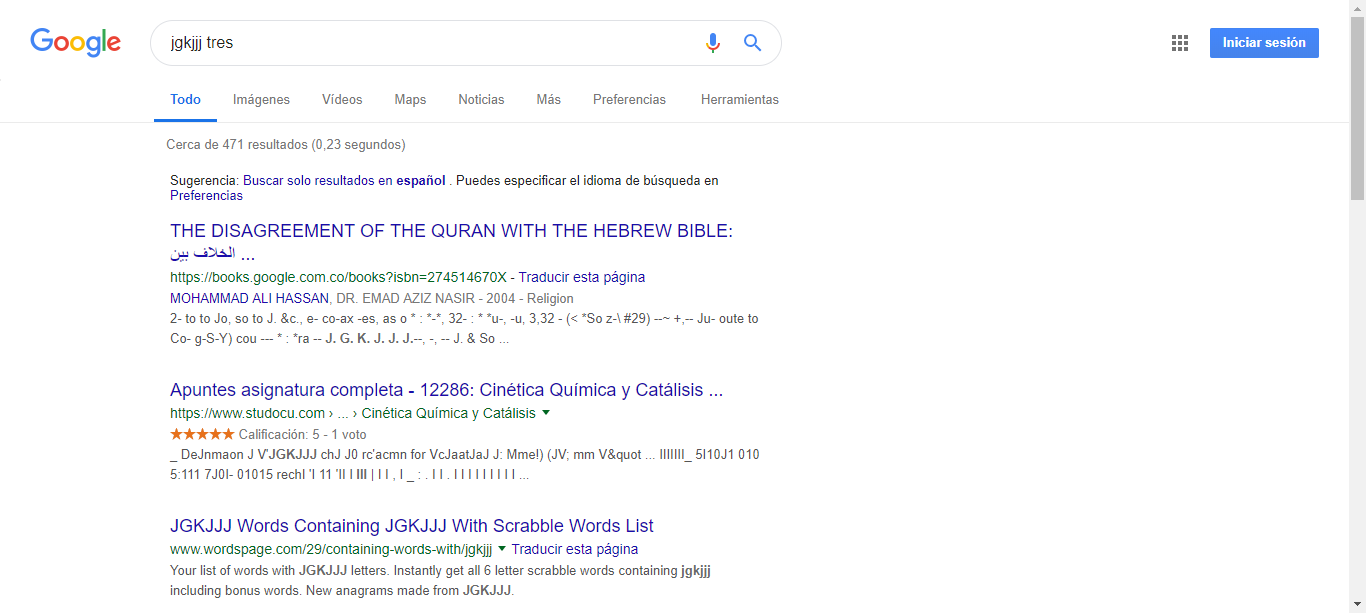 Google
jgkjjj tres
Iniciar sesión
Todo Imágenes Vídeos Maps Noticias Más Preferencias Herramientas
Cerca de 471 resultados (0,23 segundos)
Sugerencia: Buscar solo resultados en español . Puedes especificar el idioma de búsqueda en
Preferencias
THE DISAGREEMENT OF THE QURAN WITH THE HEBREW BIBLE:
الخلاف بين ...
https://books.google.com.co/books?isbn=274514670X - Traducir esta página
MOHAMMAD ALI HASSAN, DR. EMAD AZIZ NASIR - 2004 - Religion
2- to to Jo, so to J. &c., e- co-ax -es, as o * : *-*, 32- : * *u-, -u, 3,32 - (< *So z-\ #29) --~ +,-- Ju- oute to
Co- g-S-Y) cou --- * : *ra -- J. G. K. J. J. J.--, -, -- J. & So ...
Apuntes asignatura completa - 12286: Cinética Química y Catálisis ...
https://www.studocu.com › ... › Cinética Química y Catálisis
Calificación: 5 - 1 voto
_ DeJnmaon J V'JGKJJJ chJ J0 rc'acmn for VcJaatJaJ J: Mme!) (JV; mm V&quot ... IIIIIII_ 5I10J1 010
5:111 7J0I- 01015 rechI 'I 11 'II I III | I I , I _ : . I I . I I I I I I I I I ...
JGKJJJ Words Containing JGKJJJ With Scrabble Words List
www.wordspage.com/29/containing-words-with/jgkjjj Traducir esta página
Your list of words with JGKJJJ letters. Instantly get all 6 letter scrabble words containing jgkjjj
including bonus words. New anagrams made from JGKJJJ.